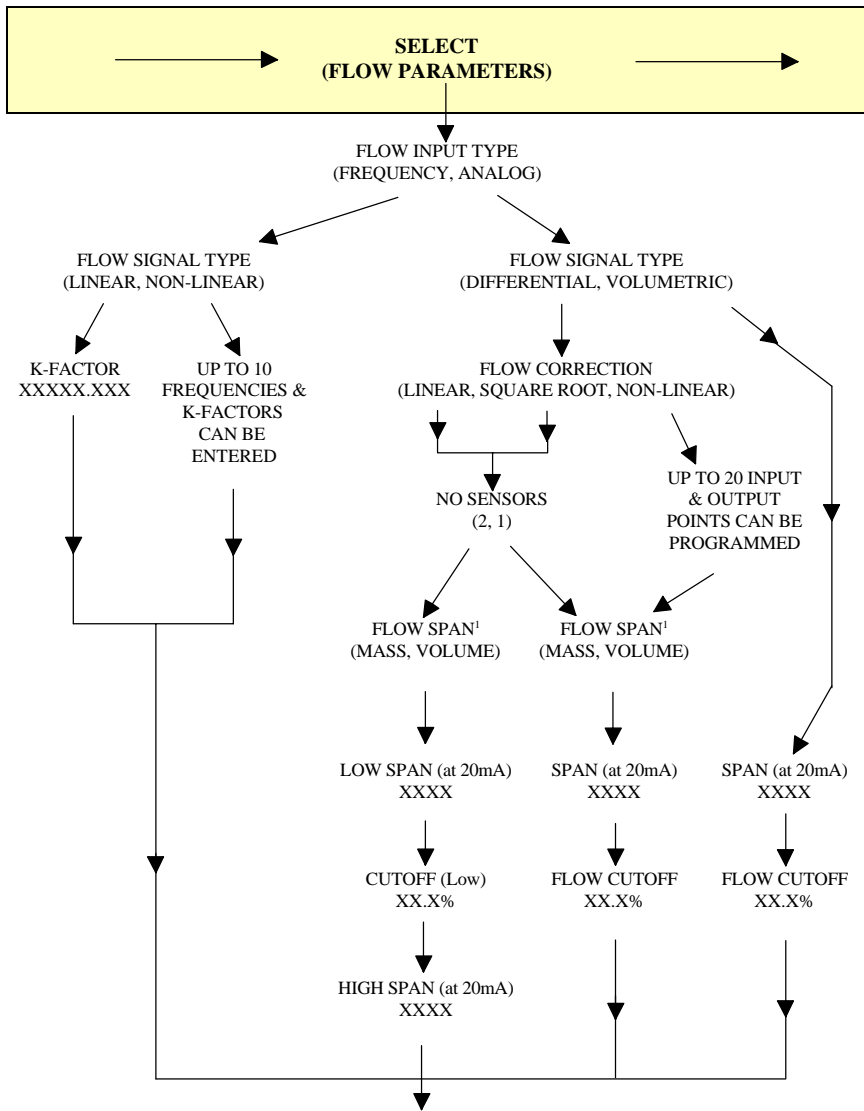 SELECT
(FLOW PARAMETERS)
FLOW INPUT TYPE
(FREQUENCY, ANALOG)
FLOW SIGNAL TYPE
(LINEAR, NON-LINEAR)
FLOW SIGNAL TYPE
(DIFFERENTIAL, VOLUMETRIC)
K-FACTOR
XXXXX.XXX
UP TO 10
FREQUENCIES &
K-FACTORS
CAN BE
ENTERED
FLOW CORRECTION
(LINEAR, SQUARE ROOT, NON-LINEAR)
NO SENSORS
(2, 1)
UP TO 20 INPUT
& OUTPUT
POINTS CAN BE
PROGRAMMED
FLOW SPAN¹
(MASS, VOLUME)
FLOW SPAN¹
(MASS, VOLUME)
LOW SPAN (at 20mA)
XXXX
SPAN (at 20mA)
XXXX
SPAN (at 20mA)
XXXX
CUTOFF (Low)
XX.X%
FLOW CUTOFF
XX.X%
FLOW CUTOFF
XX.X%
HIGH SPAN (at 20mA)
XXXX